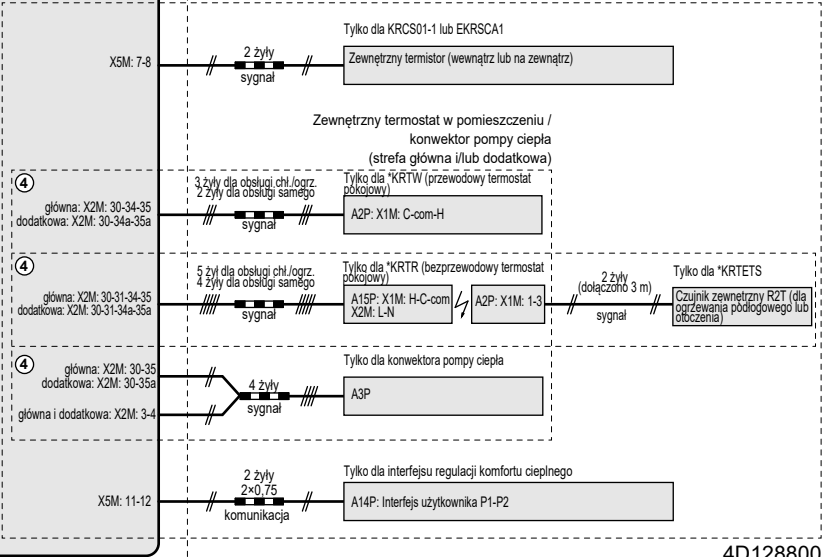 Tylko dla KRCS01-1 lub EKRSCA1
X5M: 7-8
2 żyły
sygnał
Zewnętrzny termistor (wewnątrz lub na zewnątrz)
Zewnętrzny termostat w pomieszczeniu /
konwektor pompy ciepła
(strefa główna i/lub dodatkowa)
4
główna: X2M: 30-34-35
dodatkowa: X2M: 30-34a-35a
3 żyły dla obsługi chł./ogrz.
2 żyły dla obsługi samego
sygnał
Tylko dla *KRTW (przewodowy termostat
pokojowy)
A2P: X1M: C-com-H
4
główna: X2M: 30-31-34-35
dodatkowa: X2M: 30-31-34a-35a
5 żył dla obsługi chł./ogrz.
4 żyły dla obsługi samego
sygnał
Tylko dla *KRTR (bezprzewodowy termostat
pokojowy)
A15P: X1M: H-C-com
X2M: L-N
A2P: X1M: 1-3
2 żyły
(dołączono 3 m)
sygnał
Tylko dla *KRTETS
Czujnik zewnętrzny R2T (dla
ogrzewania podłogowego lub
otoczenia)
4
główna: X2M: 30-35
dodatkowa: X2M: 30-35a
główna i dodatkowa: X2M: 3-4
4 żyły
sygnał
Tylko dla konwektora pompy ciepła
A3P
X5M: 11-12
2 żyły
2×0,75
komunikacja
Tylko dla interfejsu regulacji komfortu cieplnego
A14P: Interfejs użytkownika P1-P2
4D128800